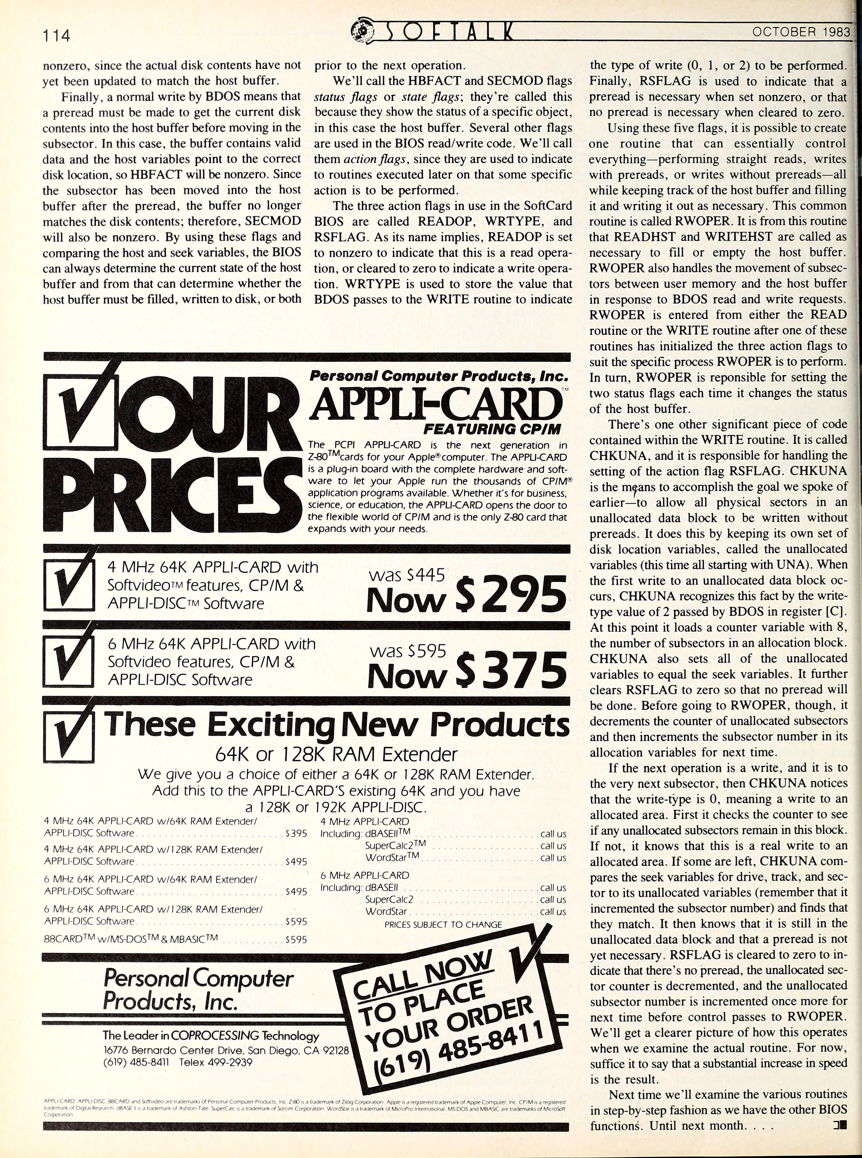 114
SOFTALK
OCTOBER 1983
nonzero, since the actual disk contents have not
yet been updated to match the host buffer.
Finally, a normal write by BDOS means that
a preread must be made to get the current disk
contents into the host buffer before moving in the
subsector. In this case, the buffer contains valid
data and the host variables point to the correct
disk location, so HBFACT will be nonzero. Since
the subsector has been moved into the host
buffer after the preread, the buffer no longer
matches the disk contents; therefore, SECMOD
will also be nonzero. By using these flags and
comparing the host and seek variables, the BIOS
can always determine the current state of the host
buffer and from that can determine whether the
host buffer must be filled, written to disk, or both
prior to the next operation.
We'll call the HBFACT and SECMOD flags
status flags or state flags; they're called this
because they show the status of a specific object,
in this case the host buffer. Several other flags
are used in the BIOS read/write code. We'll call
them action flags, since they are used to indicate
to routines executed later on that some specific
action is to be performed.
The three action flags in use in the SoftCard
BIOS are called READOP, WRTYPE, and
RSFLAG. As its name implies, READOP is set
to nonzero to indicate that this is a read opera-
tion, or cleared to zero to indicate a write opera-
tion. WRTYPE is used to store the value that
BDOS passes to the WRITE routine to indicate
the type of write (0, 1, or 2) to be performed.
Finally, RSFLAG is used to indicate that a
preread is necessary when set nonzero, or that
no preread is necessary when cleared to zero.
Using these five flags, it is possible to create
one routine that can essentially control
everything—performing straight reads, writes
with prereads, or writes without prereads—all
while keeping track of the host buffer and filling
it and writing it out as necessary. This common
routine is called RWOPER. It is from this routine
that READHST and WRITEHST are called as
necessary to fill or empty the host buffer.
RWOPER also handles the movement of subsec-
tors between user memory and the host buffer
in response to BDOS read and write requests.
RWOPER is entered from either the READ
routine or the WRITE routine after one of these
routines has initialized the three action flags to
suit the specific process RWOPER is to perform.
In turn, RWOPER is reponsible for setting the
two status flags each time it changes the status
of the host buffer.
There's one other significant piece of code
contained within the WRITE routine. It is called
CHKUNA, and it is responsible for handling the
setting of the action flag RSFLAG. CHKUNA
is the means to accomplish the goal we spoke of
earlier—to allow all physical sectors in an
unallocated data block to be written without
prereads. It does this by keeping its own set of
disk location variables, called the unallocated
variables (this time all starting with UNA). When
the first write to an unallocated data block oc-
curs, CHKUNA recognizes this fact by the write-
type value of 2 passed by BDOS in register [C].
At this point it loads a counter variable with 8,
the number of subsectors in an allocation block.
CHKUNA also sets all of the unallocated
variables to equal the seek variables. It further
clears RSFLAG to zero so that no preread will
be done. Before going to RWOPER, though, it
decrements the counter of unallocated subsectors
and then increments the subsector number in its
allocation variables for next time.
If the next operation is a write, and it is to
the very next subsector, then CHKUNA notices
that the write-type is 0, meaning a write to an
allocated area. First it checks the counter to see
if any unallocated subsectors remain in this block.
If not, it knows that this is a real write to an
allocated area. If some are left, CHKUNA com-
pares the seek variables for drive, track, and sec-
tor to its unallocated variables (remember that it
incremented the subsector number) and finds that
they match. It then knows that it is still in the
unallocated data block and that a preread is not
yet necessary. RSFLAG is cleared to zero to in-
dicate that there's no preread, the unallocated sec-
tor counter is decremented, and the unallocated
subsector number is incremented once more for
next time before control passes to RWOPER.
We'll get a clearer picture of how this operates
when we examine the actual routine. For now,
suffice it to say that a substantial increase in speed
is the result.
Next time we'll examine the various routines
in step-by-step fashion as we have the other BIOS
functions. Until next month. . . .
OUR
PRICES
Personal Computer Products, Inc.
APPLI-CARD™
FEATURING CP/M
The PCPI APPLI-CARD is the next generation in
Z-80™cards for your Apple® computer. The APPLI-CARD
is a plug-in board with the complete hardware and soft-
ware to let your Apple run the thousands of CP/M®
application programs available. Whether it's for business,
science, or education, the APPLI-CARD opens the door to
the flexible world of CP/M and is the only Z-80 card that
expands with your needs.
4 MHz 64K APPLI-CARD with
Softvideo™ features, CP/M &
APPLI-DISC™ Software
was $445
Now $295
6 MHz 64K APPLI-CARD with
Softvideo features, CP/M &
APPLI-DISC Software
was $595
Now $375
These Exciting New Products
64K or 128K RAM Extender
We give you a choice of either a 64K or 128K RAM Extender.
Add this to the APPLI-CARD'S existing 64K and you have
a 128K or 192K APPLI-DISC.
4 MHz 64K APPLI-CARD w/64K RAM Extender/
APPLI-DISC Software $395
4 MHz 64K APPLI-CARD w/128K RAM Extender/
APPLI-DISC Software $495
6 MHz 64K APPLI-CARD w/64K RAM Extender/
APPLI-DISC Software $495
6 MHz 64K APPLI-CARD w/128K RAM Extender/
APPLI-DISC Software $595
88CARD™ w/MS-DOS™ & MBASIC™ $595
4 MHz APPLI-CARD
Including: dBASEII™ call us
SuperCalc2™ call us
WordStar™ call us
6 MHz APPLI-CARD
Including: dBASEII call us
SuperCalc2 call us
WordStar call us
PRICES SUBJECT TO CHANGE
Personal Computer
Products, Inc.
The Leader in COPROCESSING Technology
16776 Bernardo Center Drive, San Diego, CA 92128
(619) 485-8411 Telex 499-2939
CALL NOW
TO PLACE
YOUR ORDER
(619) 485-8411
APPLI-CARD, APPLI-DISC, 88CARD and Softvideo are trademarks of Personal Computer Products, Inc. Z-80 is a trademark of Zilog Corporation. Apple is a registered trademark of Apple Computer, Inc. CP/M is a registered
trademark of Digital Research. dBASE II is a trademark of Ashton-Tate. SuperCalc is a trademark of Sorcim Corporation. WordStar is a trademark of MicroPro International. MS-DOS and MBASIC are trademarks of MicroSoft
Corporation.